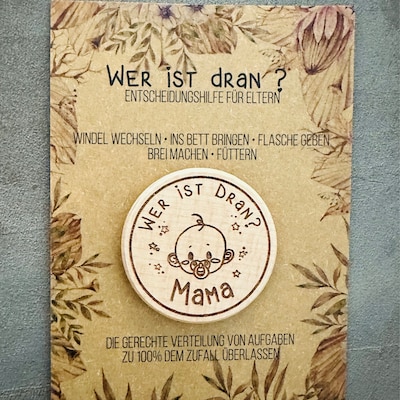 Wer ist dran?
ENTSCHEIDUNGSHILFE FÜR ELTERN
WINDEL WECHSELN • INS BETT BRINGEN • FLASCHE GEBEN
BREI MACHEN • FÜTTERN
Wer ist Dran?
Mama
DIE GERECHTE VERTEILUNG VON AUFGABEN
ZU 100% DEM ZUFALL ÜBERLASSEN